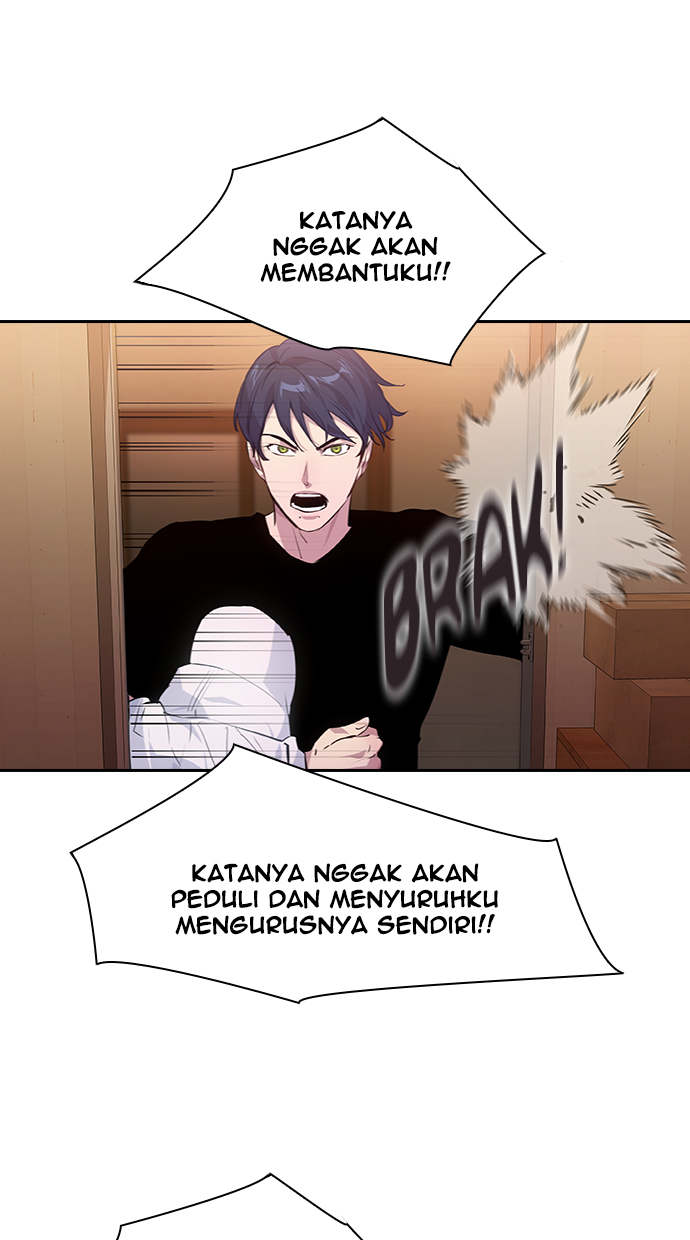 KATANYA
NGGAK AKAN
MEMBANTUKU!!
BRAK!
KATANYA NGGAK AKAN
PEDULI DAN MENYURUHKU
MENGURUSNYA SENDIRI!!